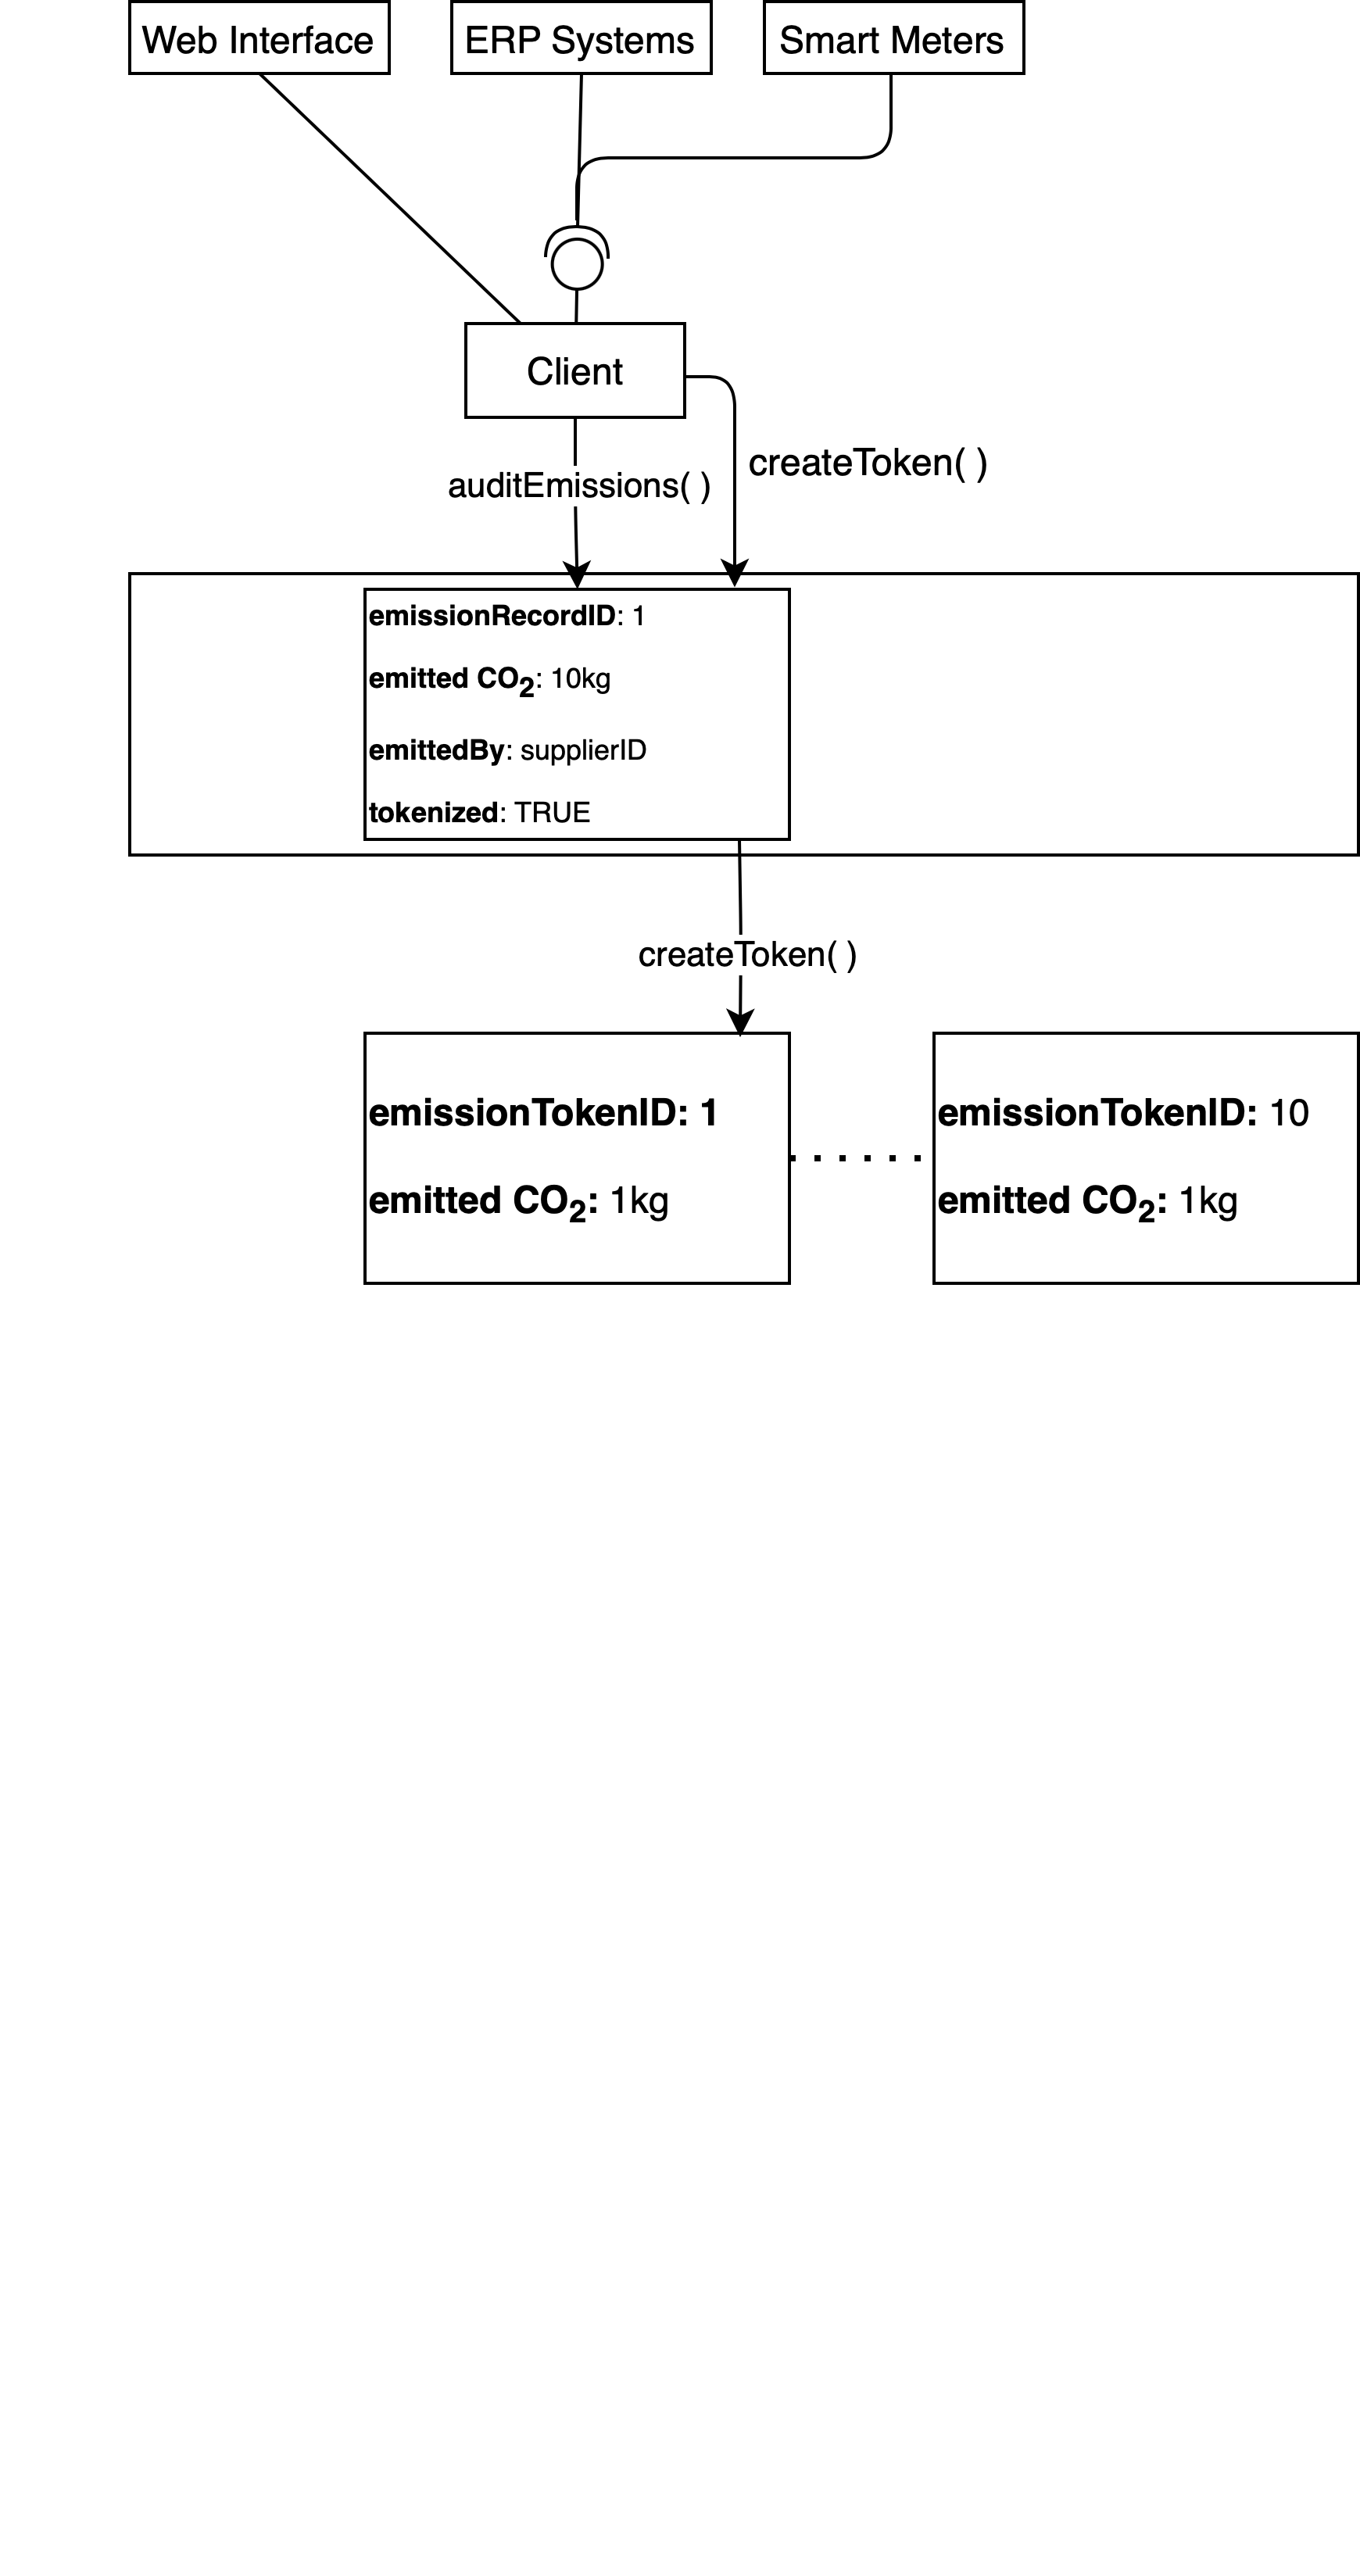 Web Interface
ERP Systems
Smart Meters
Client
createToken( )
auditEmissions( )
emissionRecordID: 1
emitted CO₂: 10kg
emittedBy: supplierID
tokenized: TRUE
createToken( )
emissionTokenID: 1
emitted CO₂: 1kg
emissionTokenID: 10
emitted CO₂: 1kg